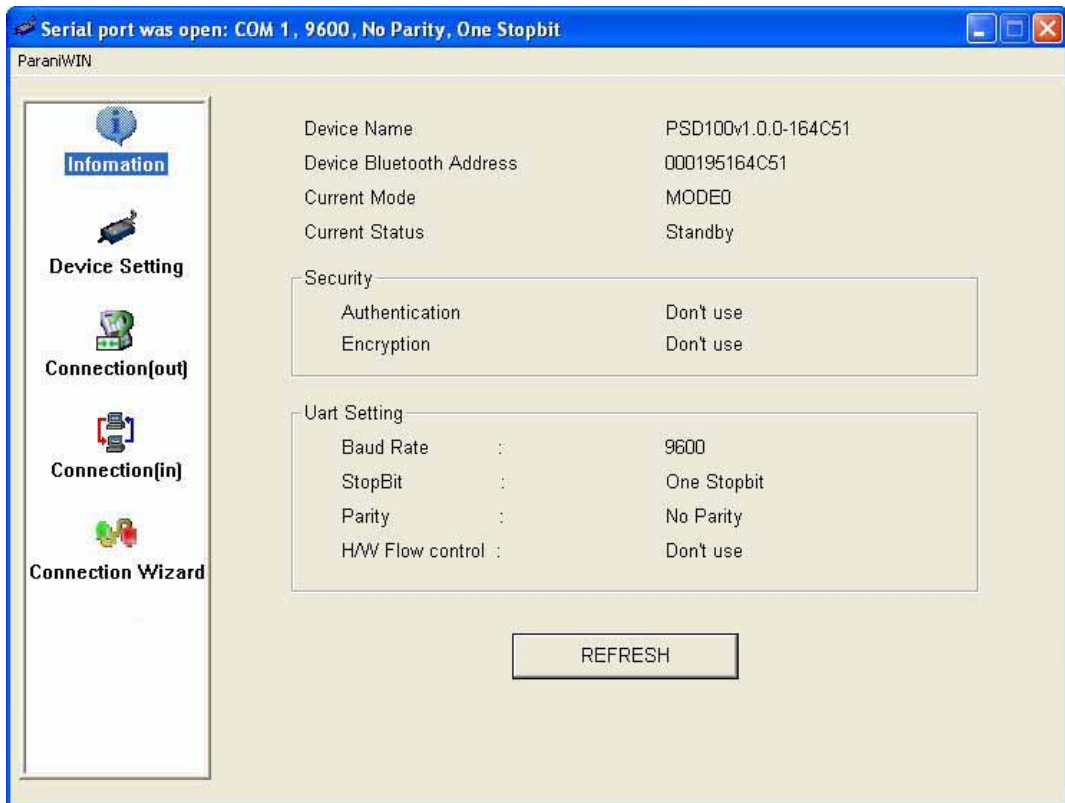 Serial port was open: COM 1, 9600, No Parity, One Stopbit
ParaniWIN
Infomation
Device Setting
Connection(out)
Connection(in)
Connection Wizard
Device Name PSD100v1.0.0-164C51
Device Bluetooth Address 000195164C51
Current Mode MODE0
Current Status Standby
Security
Authentication Don't use
Encryption Don't use
Uart Setting
Baud Rate : 9600
StopBit : One Stopbit
Parity : No Parity
H/W Flow control : Don't use
REFRESH